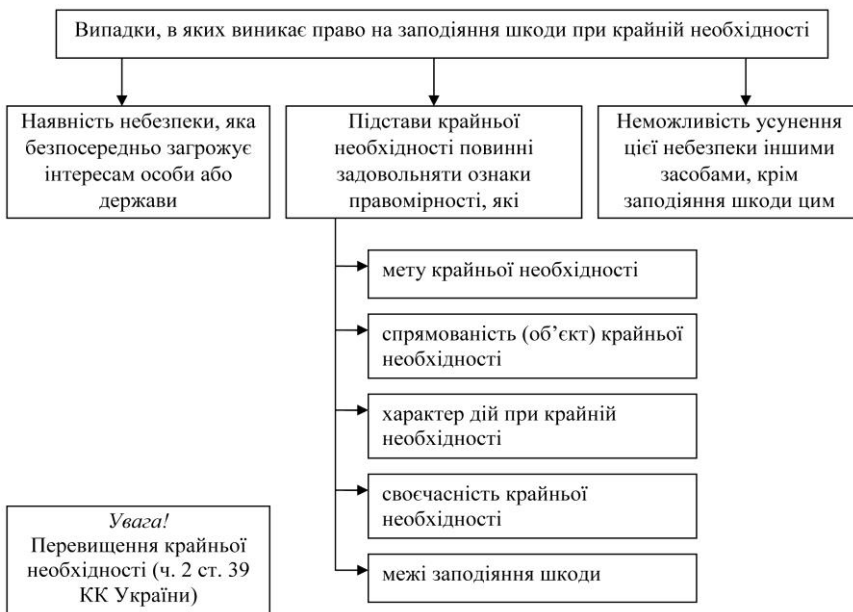 Випадки, в яких виникає право на заподіяння шкоди при крайній необхідності
Наявність небезпеки, яка
безпосередньо загрожує
інтересам особи або
держави
Підстави крайньої
необхідності повинні
задовольняти ознаки
правомірності, які
Неможливість усунення
цієї небезпеки іншими
засобами, крім
заподіяння шкоди цим
мету крайньої необхідності
спрямованість (об’єкт) крайньої
необхідності
характер дій при крайній
необхідності
своєчасність крайньої
необхідності
межі заподіяння шкоди
Увага!
Перевищення крайньої
необхідності (ч. 2 ст. 39
КК України)